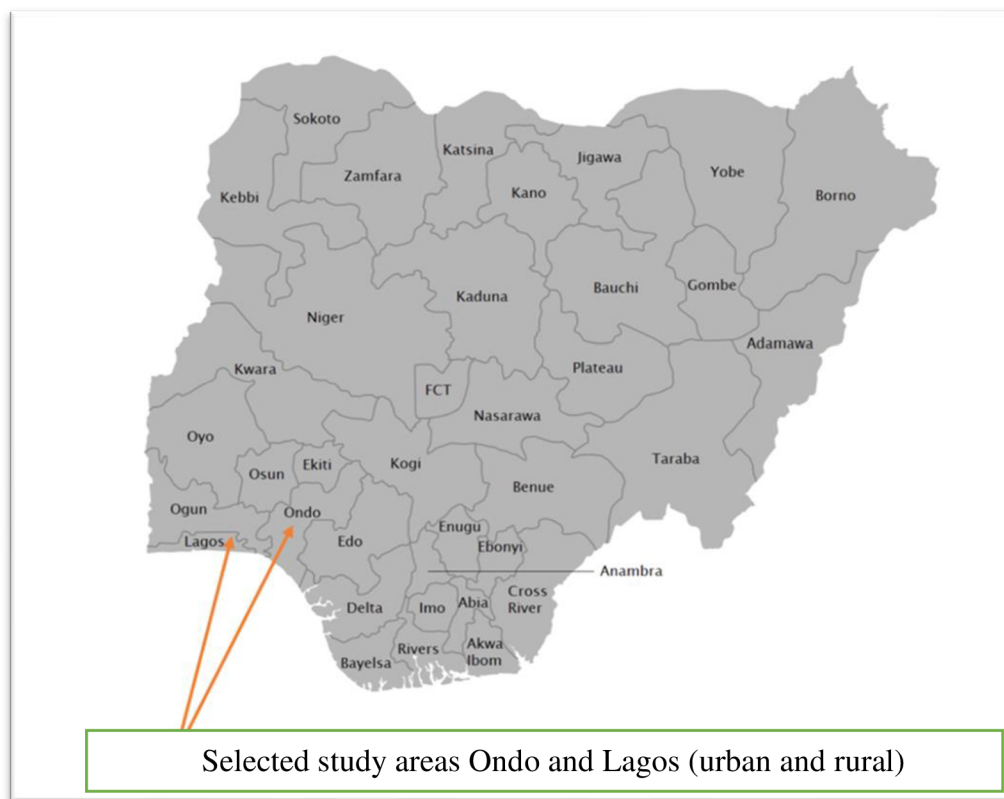 Sokoto
Katsina
Jigawa
Zamfara
Yobe
Kebbi
Kano
Borno
Kaduna
Bauchi
Gombe
Niger
Adamawa
Kwara
Plateau
FCT
Nasarawa
Oyo
Osun
Ekiti
Kogi
Taraba
Benue
Ogun
Ondo
Enugu
Lagos
Edo
Ebonyi
Anambra
Cross
River
Delta
Imo
Abia
Akwa
Ibom
Rivers
Bayelsa
Selected study areas Ondo and Lagos (urban and rural)